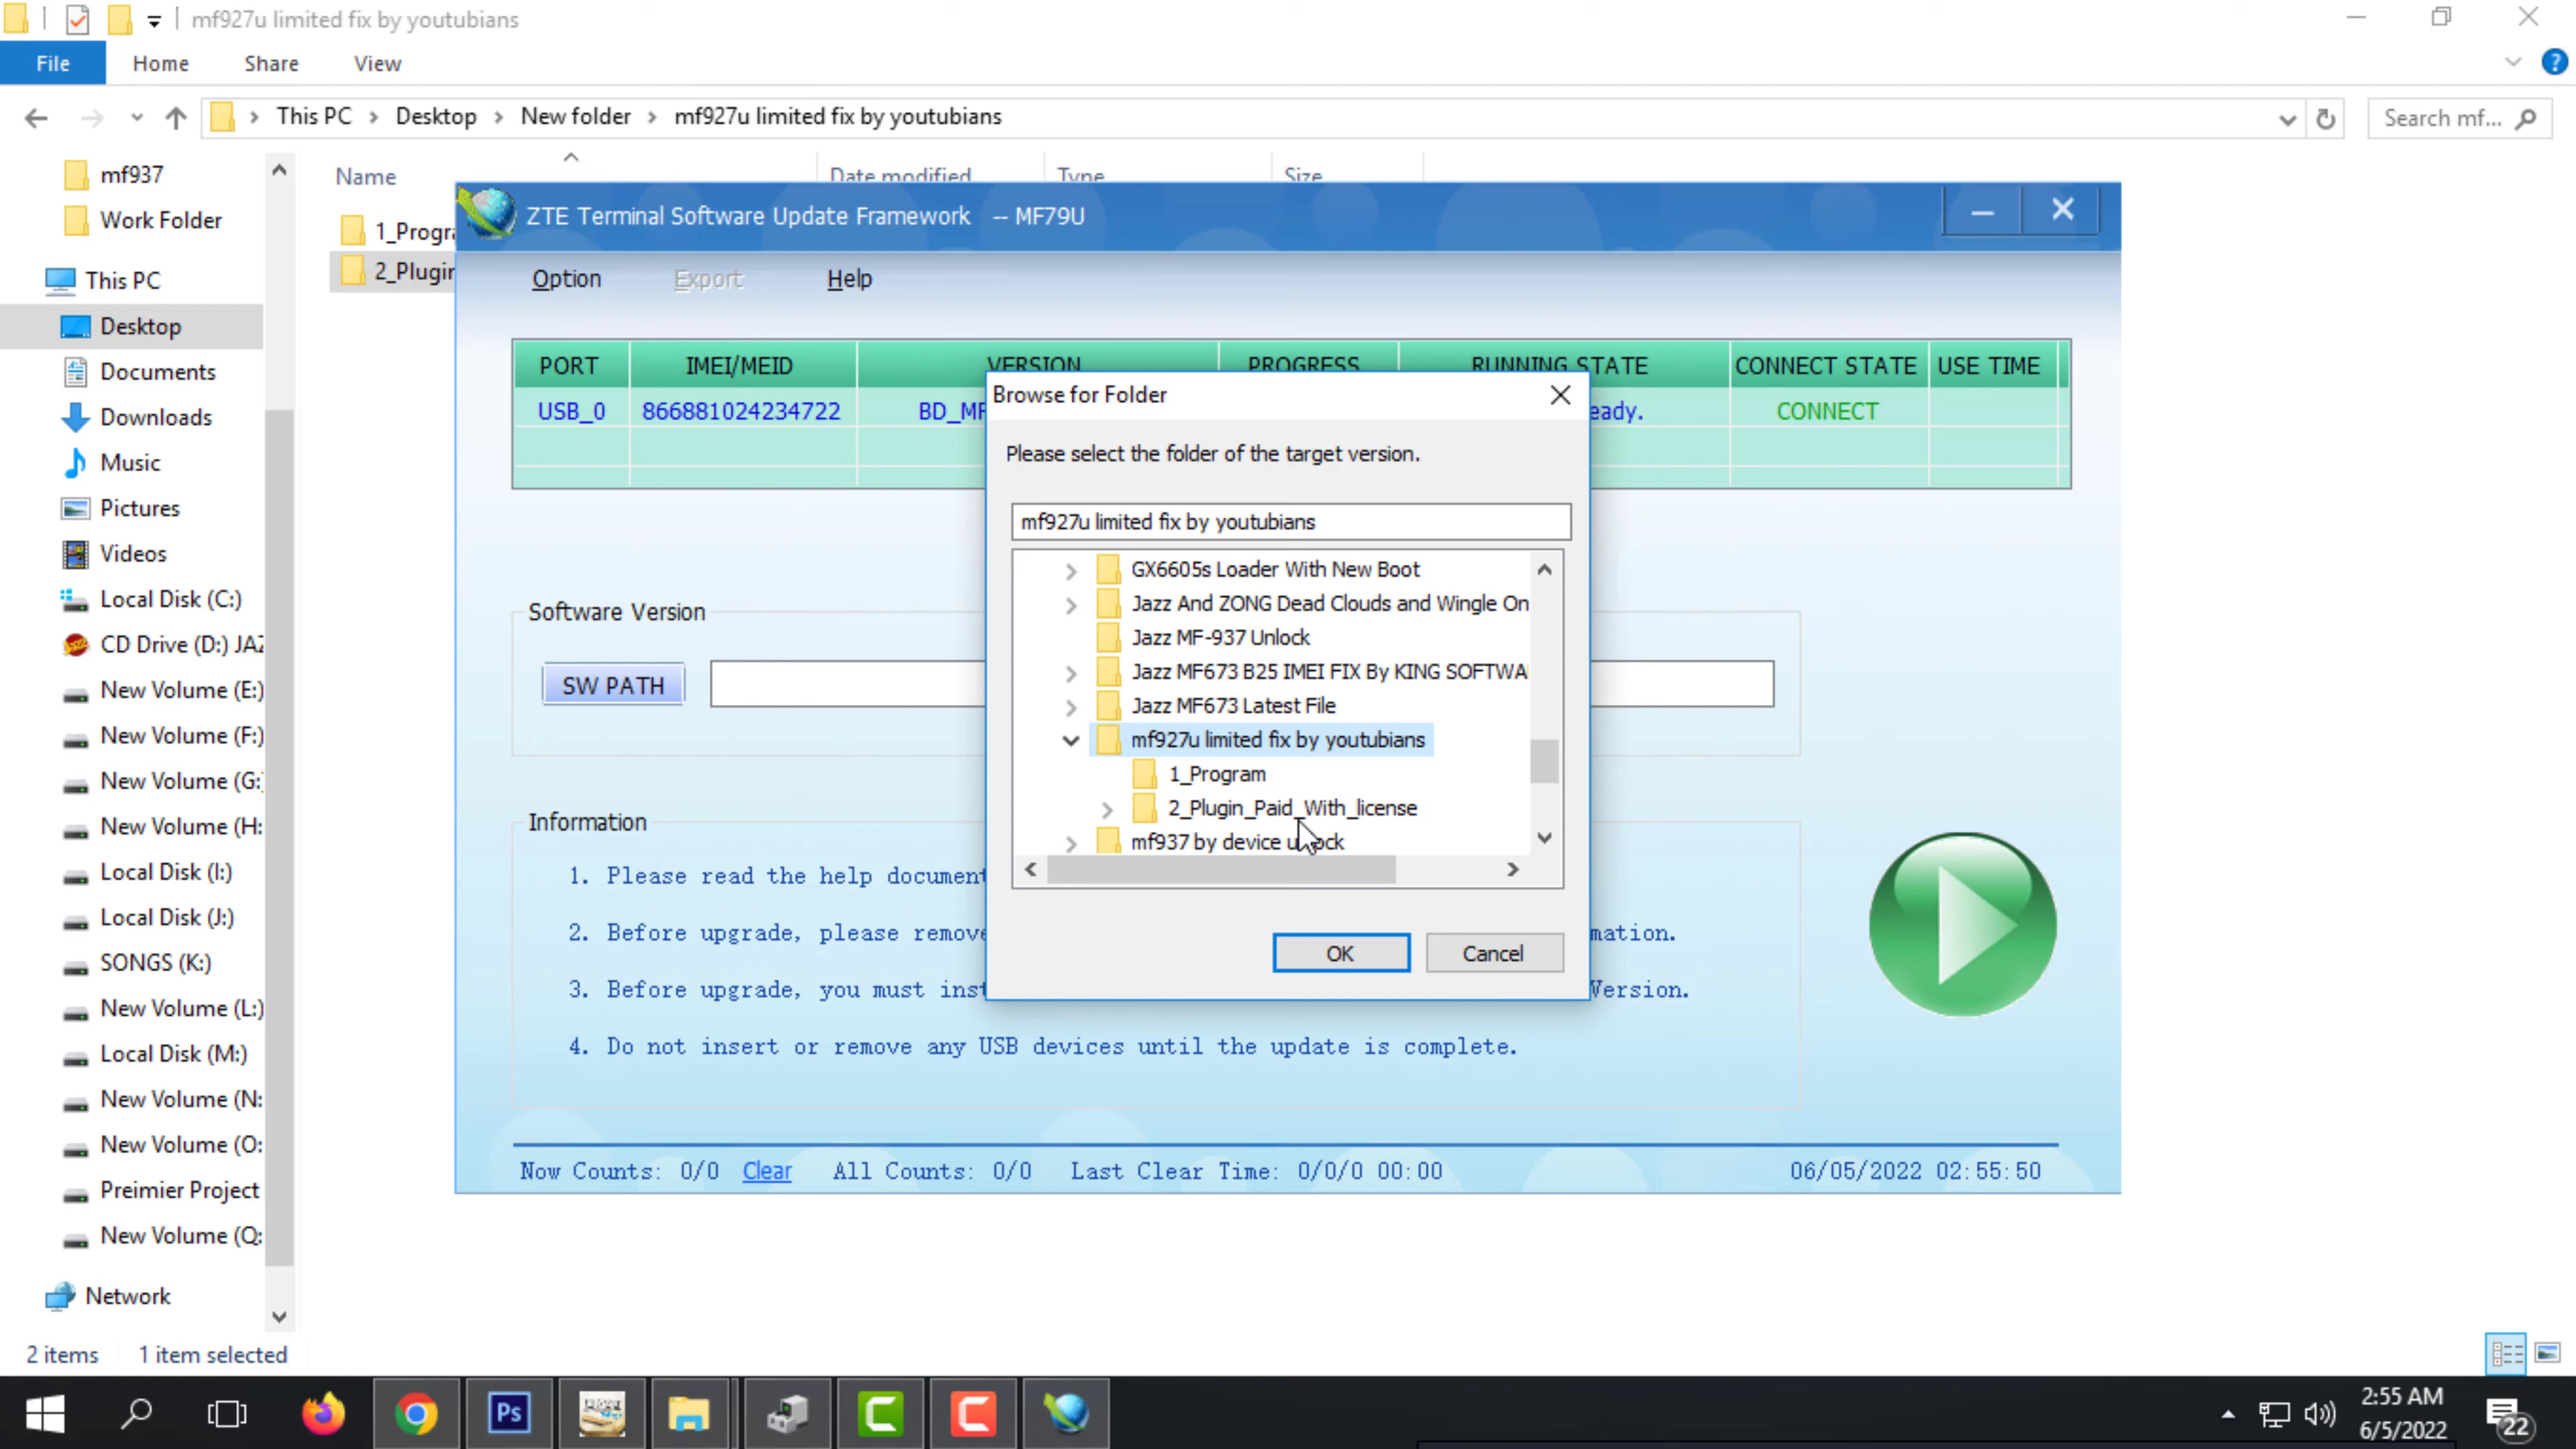 mf927u limited fix by youtubians
File Home Share View
This PC Desktop New folder mf927u limited fix by youtubians
Search mf...
mf937
Work Folder
This PC
Desktop
Documents
Downloads
Music
Pictures
Videos
Local Disk (C:)
CD Drive (D:) JAZ
New Volume (E:)
New Volume (F:)
New Volume (G:
New Volume (H:
Local Disk (I:)
Local Disk (J:)
SONGS (K:)
New Volume (L:)
Local Disk (M:)
New Volume (N:
New Volume (O:
Preimier Project
New Volume (Q:
Network
Name Date modified Type Size
1_Progra
2_Plugin
ZTE Terminal Software Update Framework -- MF79U
Option Export Help
PORT IMEI/MEID VERSION PROGRESS RUNNING STATE CONNECT STATE USE TIME
USB_0 866881024234722 BD_MF eady. CONNECT
Software Version
SW PATH
Information
1. Please read the help document
2. Before upgrade, please remove mation.
3. Before upgrade, you must inst Version.
4. Do not insert or remove any USB devices until the update is complete.
Now Counts: 0/0 Clear All Counts: 0/0 Last Clear Time: 0/0/0 00:00 06/05/2022 02:55:50
Browse for Folder
Please select the folder of the target version.
mf927u limited fix by youtubians
GX6605s Loader With New Boot
Jazz And ZONG Dead Clouds and Wingle On
Jazz MF-937 Unlock
Jazz MF673 B25 IMEI FIX By KING SOFTWA
Jazz MF673 Latest File
mf927u limited fix by youtubians
1_Program
2_Plugin_Paid_With_license
mf937 by device unlock
OK Cancel
2 items 1 item selected
Ps
2:55 AM
6/5/2022
22